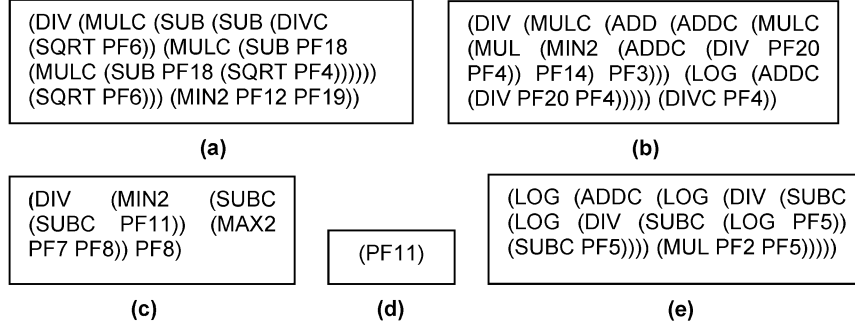 (DIV (MULC (SUB (SUB (DIVC
(SQRT PF6)) (MULC (SUB PF18
(MULC (SUB PF18 (SQRT PF4))))))
(SQRT PF6))) (MIN2 PF12 PF19))
(a)
(DIV (MULC (ADD (ADDC (MULC
(MUL (MIN2 (ADDC (DIV PF20
PF4)) PF14) PF3))) (LOG (ADDC
(DIV PF20 PF4))))) (DIVC PF4))
(b)
(DIV (MIN2 (SUBC
(SUBC PF11)) (MAX2
PF7 PF8)) PF8)
(c)
(PF11)
(d)
(LOG (ADDC (LOG (DIV (SUBC
(LOG (DIV (SUBC (LOG PF5))
(SUBC PF5)))) (MUL PF2 PF5)))))
(e)